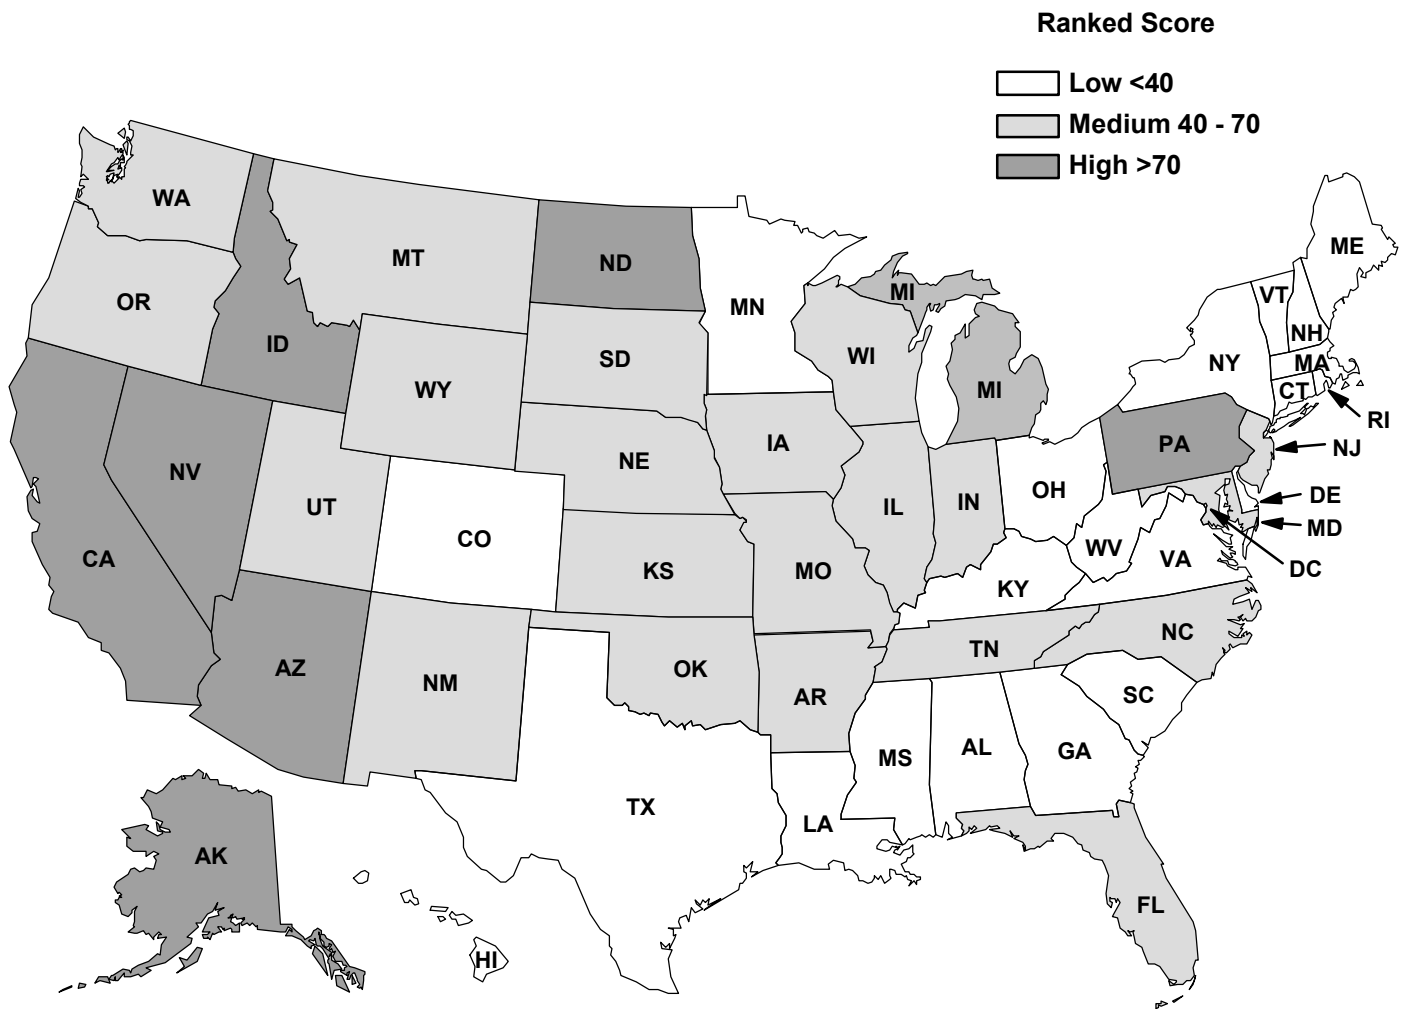 Ranked Score
Low <40
Medium 40 - 70
High >70
WA
MT
ND
ME
OR
MN
MI
VT
ID
SD
WI
NH
NY
MA
WY
MI
CT
RI
IA
PA
NJ
NE
NV
UT
IL
IN
OH
DE
MD
CO
CA
KS
MO
WV
VA
DC
KY
NC
AZ
NM
OK
TN
AR
SC
MS
AL
GA
TX
LA
AK
FL
HI